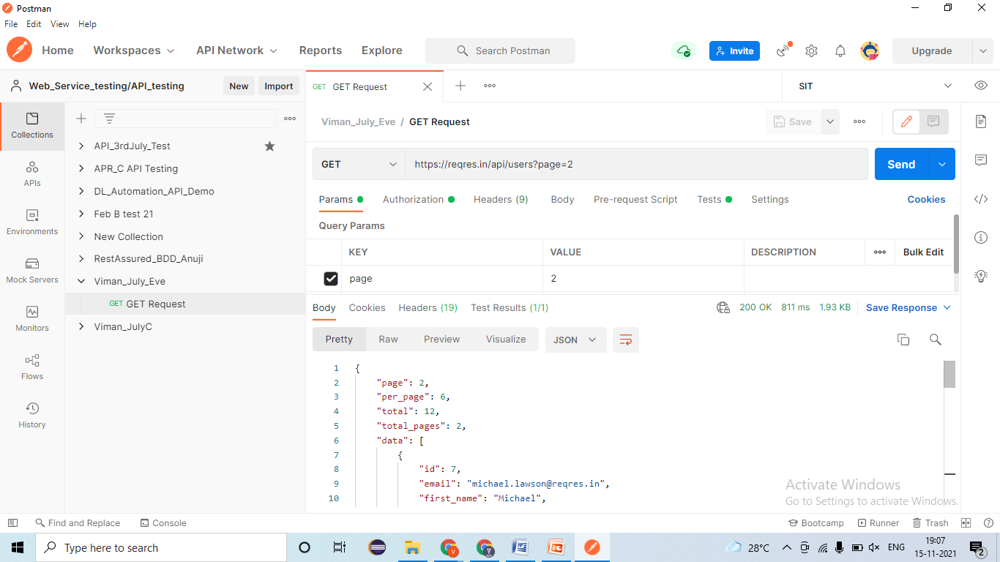 Postman
File Edit View Help
Home Workspaces API Network Reports Explore Search Postman Invite Upgrade
Web_Service_testing/API_testing New Import
GET GET Request
SIT
Collections
APIs
Environments
Mock Servers
Monitors
Flows
History
API_3rdJuly_Test
APR_C API Testing
DL_Automation_API_Demo
Feb B test 21
New Collection
RestAssured_BDD_Anuji
Viman_July_Eve
GET GET Request
Viman_JulyC
Viman_July_Eve / GET Request Save
GET https://reqres.in/api/users?page=2 Send
Params Authorization Headers (9) Body Pre-request Script Tests Settings Cookies
Query Params
KEY VALUE DESCRIPTION Bulk Edit
page 2
Body Cookies Headers (19) Test Results (1/1) 200 OK 811 ms 1.93 KB Save Response
Pretty Raw Preview Visualize JSON
1 {
2 "page": 2,
3 "per_page": 6,
4 "total": 12,
5 "total_pages": 2,
6 "data": [
7 {
8 "id": 7,
9 "email": "michael.lawson@reqres.in",
10 "first_name": "Michael",
Activate Windows
Go to Settings to activate Windows.
Find and Replace Console Bootcamp Runner Trash
Type here to search 28°C ENG 19:07
15-11-2021 2